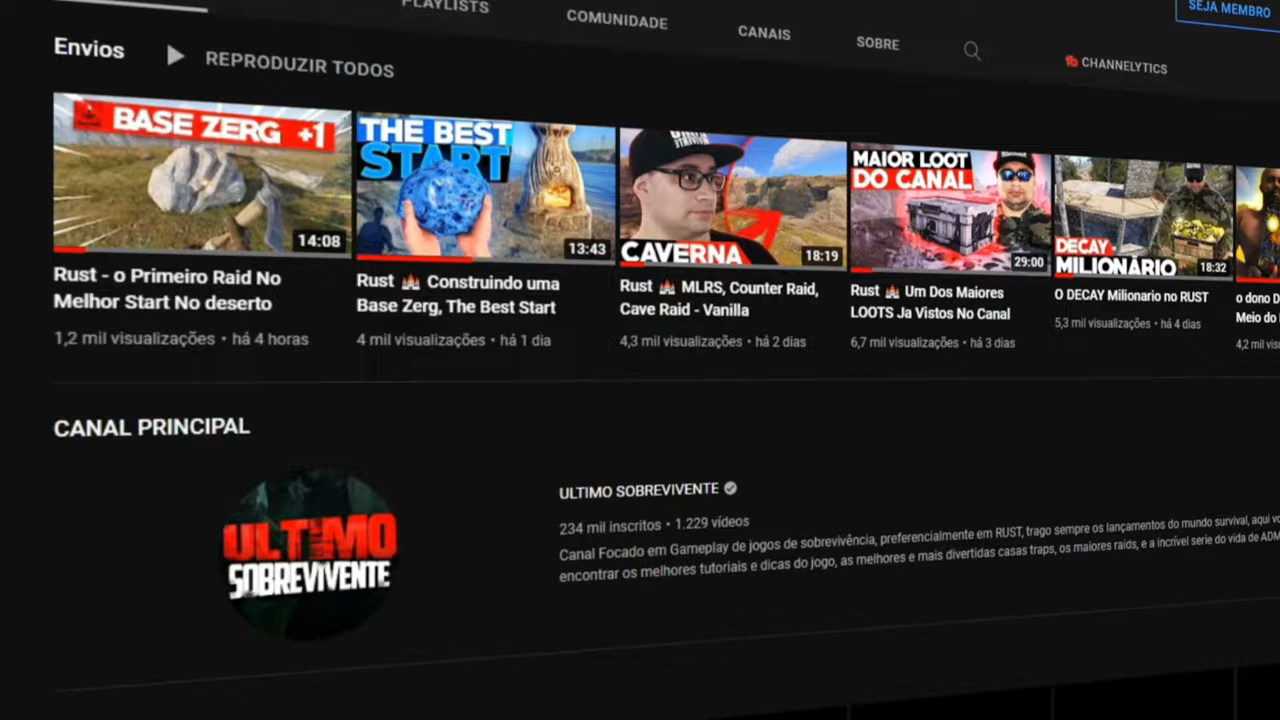 PLAYLISTS
COMUNIDADE
CANAIS
SOBRE
SEJA MEMBRO
CHANNELYTICS
Envios
REPRODUZIR TODOS
BASE ZERG +1
14:08
Rust - o Primeiro Raid No
Melhor Start No deserto
1,2 mil visualizações • há 4 horas
THE BEST
START
13:43
Rust 🏰 Construindo uma
Base Zerg, The Best Start
4 mil visualizações • há 1 dia
CAVERNA
18:19
Rust 🏰 MLRS, Counter Raid,
Cave Raid - Vanilla
4,3 mil visualizações • há 2 dias
MAIOR LOOT
DO CANAL
29:00
Rust 🏰 Um Dos Maiores
LOOTS Ja Vistos No Canal
6,7 mil visualizações • há 3 dias
DECAY
MILIONÁRIO
18:32
O DECAY Milionario no RUST
5,3 mil visualizações • há 4 dias
o dono D
Meio do
4,2 mil
CANAL PRINCIPAL
ULTIMO
SOBREVIVENTE
ULTIMO SOBREVIVENTE
234 mil inscritos • 1.229 vídeos
Canal Focado em Gameplay de jogos de sobrevivência, preferencialmente em RUST, trago sempre os lançamentos do mundo survival, aqui
encontrar os melhores tutoriais e dicas do jogo, as melhores e mais divertidas casas traps, os maiores raids, e a incrível serie do vida de ADM